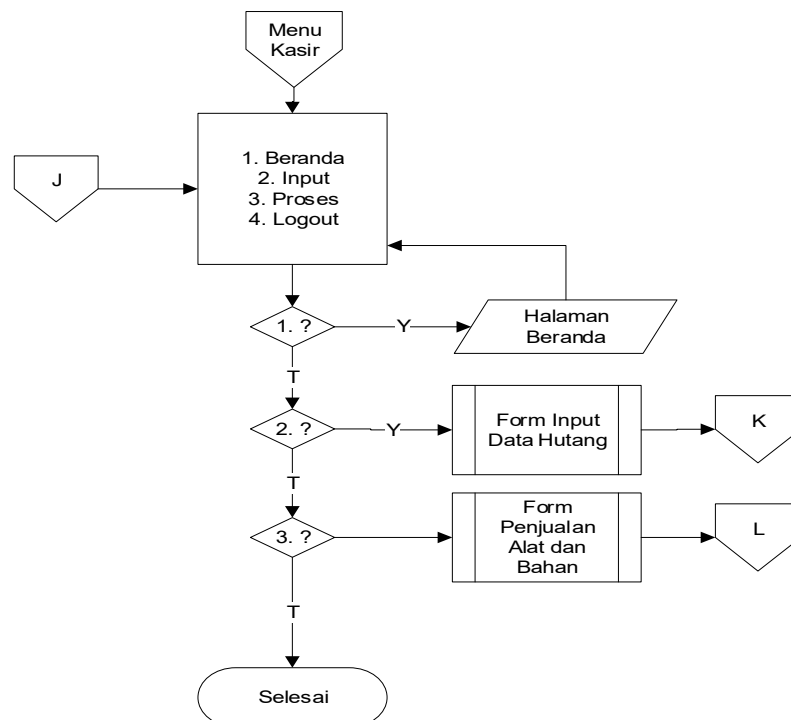 Menu
Kasir
J
1. Beranda
2. Input
3. Proses
4. Logout
1. ?
Y
Halaman
Beranda
T
2. ?
Y
Form Input
Data Hutang
K
T
3. ?
Form
Penjualan
Alat dan
Bahan
L
T
Selesai